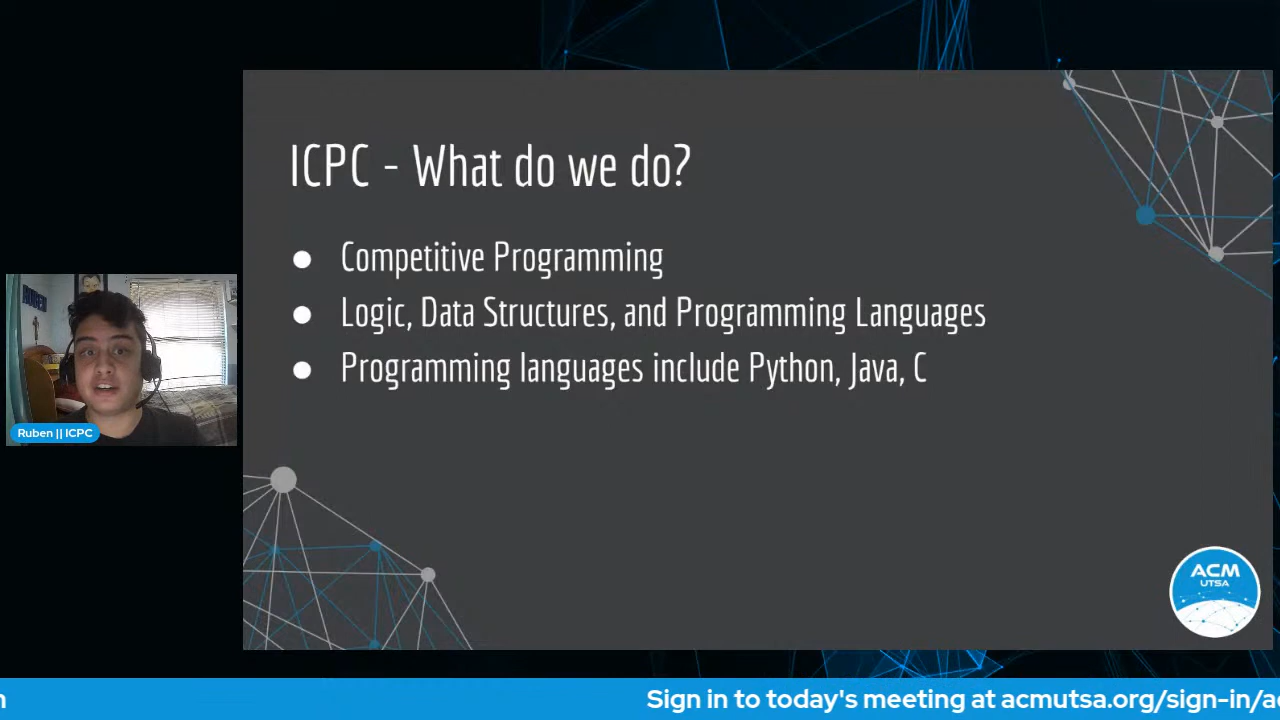 ICPC - What do we do?
● Competitive Programming
● Logic, Data Structures, and Programming Languages
● Programming languages include Python, Java, C
Ruben || ICPC
ACM
UTSA
Sign in to today's meeting at acmutsa.org/sign-in/